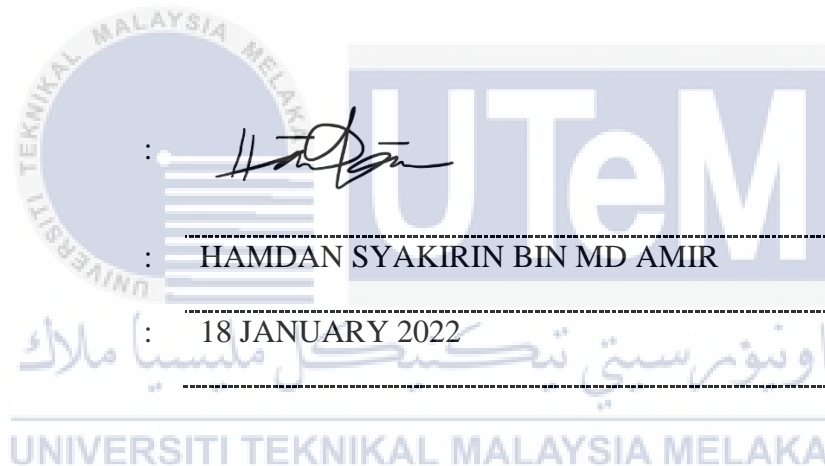 UNIVERSITI TEKNIKAL MALAYSIA MELAKA
UTeM
:
: HAMDAN SYAKIRIN BIN MD AMIR
: 18 JANUARY 2022
اونيۏرسيتي تيكنيكل مليسيا ملاك
UNIVERSITI TEKNIKAL MALAYSIA MELAKA